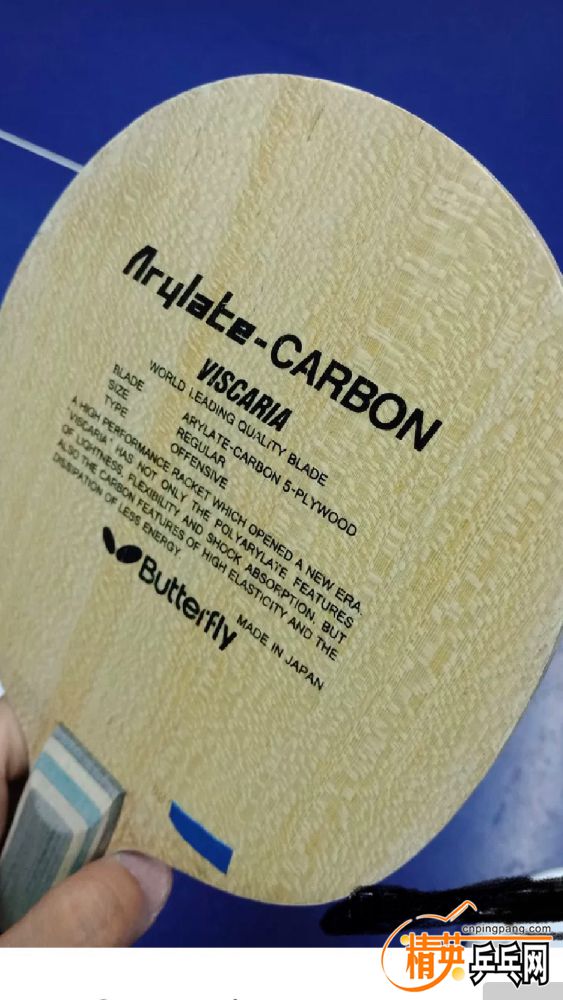 Arylate-CARBON
VISCARIA
WORLD LEADING QUALITY BLADE
BLADE ARYLATE-CARBON 5-PLYWOOD
SIZE REGULAR
TYPE OFFENSIVE
A HIGH PERFORMANCE RACKET WHICH OPENED A NEW ERA.
"VISCARIA" HAS NOT ONLY THE POLYARYLATE FEATURES
OF LIGHTNESS, FLEXIBILITY AND SHOCK ABSORPTION, BUT
ALSO THE CARBON FEATURES OF HIGH ELASTICITY AND THE
DISSIPATION OF LESS ENERGY.
Butterfly
MADE IN JAPAN
cnpingpang.com
精英乒乓网